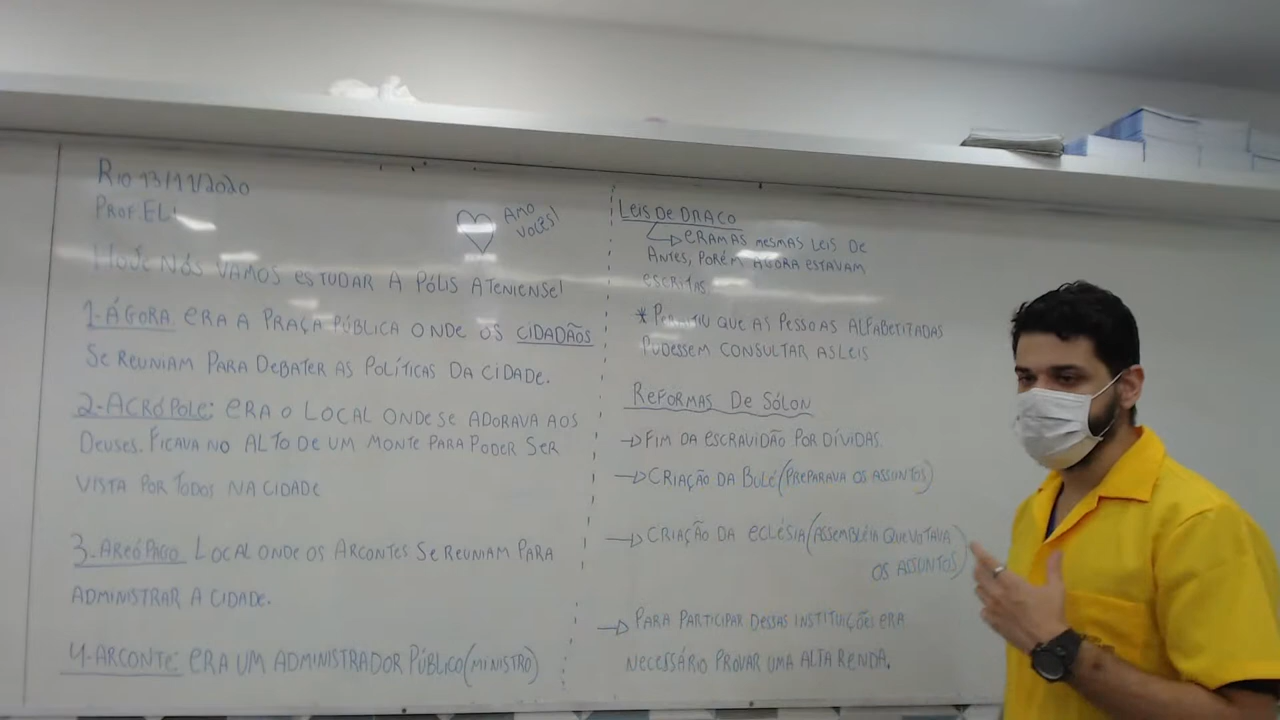 Rio 13/11/2020
PROF. ELI
AMO
VOCÊS!
HOJE NÓS VAMOS ESTUDAR A PÓLIS ATENIENSE!
1-ÁGORA ERA A PRAÇA PÚBLICA ONDE OS CIDADÃOS
SE REUNIAM PARA DEBATER AS POLÍTICAS DA CIDADE.
2-ACRÓPOLE: ERA O LOCAL ONDE SE ADORAVA AOS
DEUSES. FICAVA NO ALTO DE UM MONTE PARA PODER SER
VISTA POR TODOS NA CIDADE
3-AREÓPAGO LOCAL ONDE OS ARCONTES SE REUNIAM PARA
ADMINISTRAR A CIDADE.
4-ARCONTE: ERA UM ADMINISTRADOR PÚBLICO (MINISTRO)
LEIS DE DRACO
ERAM AS MESMAS LEIS DE
ANTES, PORÉM AGORA ESTAVAM
ESCRITAS.
* PERMITIU QUE AS PESSOAS ALFABETIZADAS
PUDESSEM CONSULTAR AS LEIS
REFORMAS DE SÓLON
→ FIM DA ESCRAVIDÃO POR DÍVIDAS.
→ CRIAÇÃO DA BULÉ (PREPARAVA OS ASSUNTOS)
→ CRIAÇÃO DA ECLÉSIA (ASSEMBLÉIA QUE VOTAVA
OS ASSUNTOS)
→ PARA PARTICIPAR DESSAS INSTITUIÇÕES ERA
NECESSÁRIO PROVAR UMA ALTA RENDA.